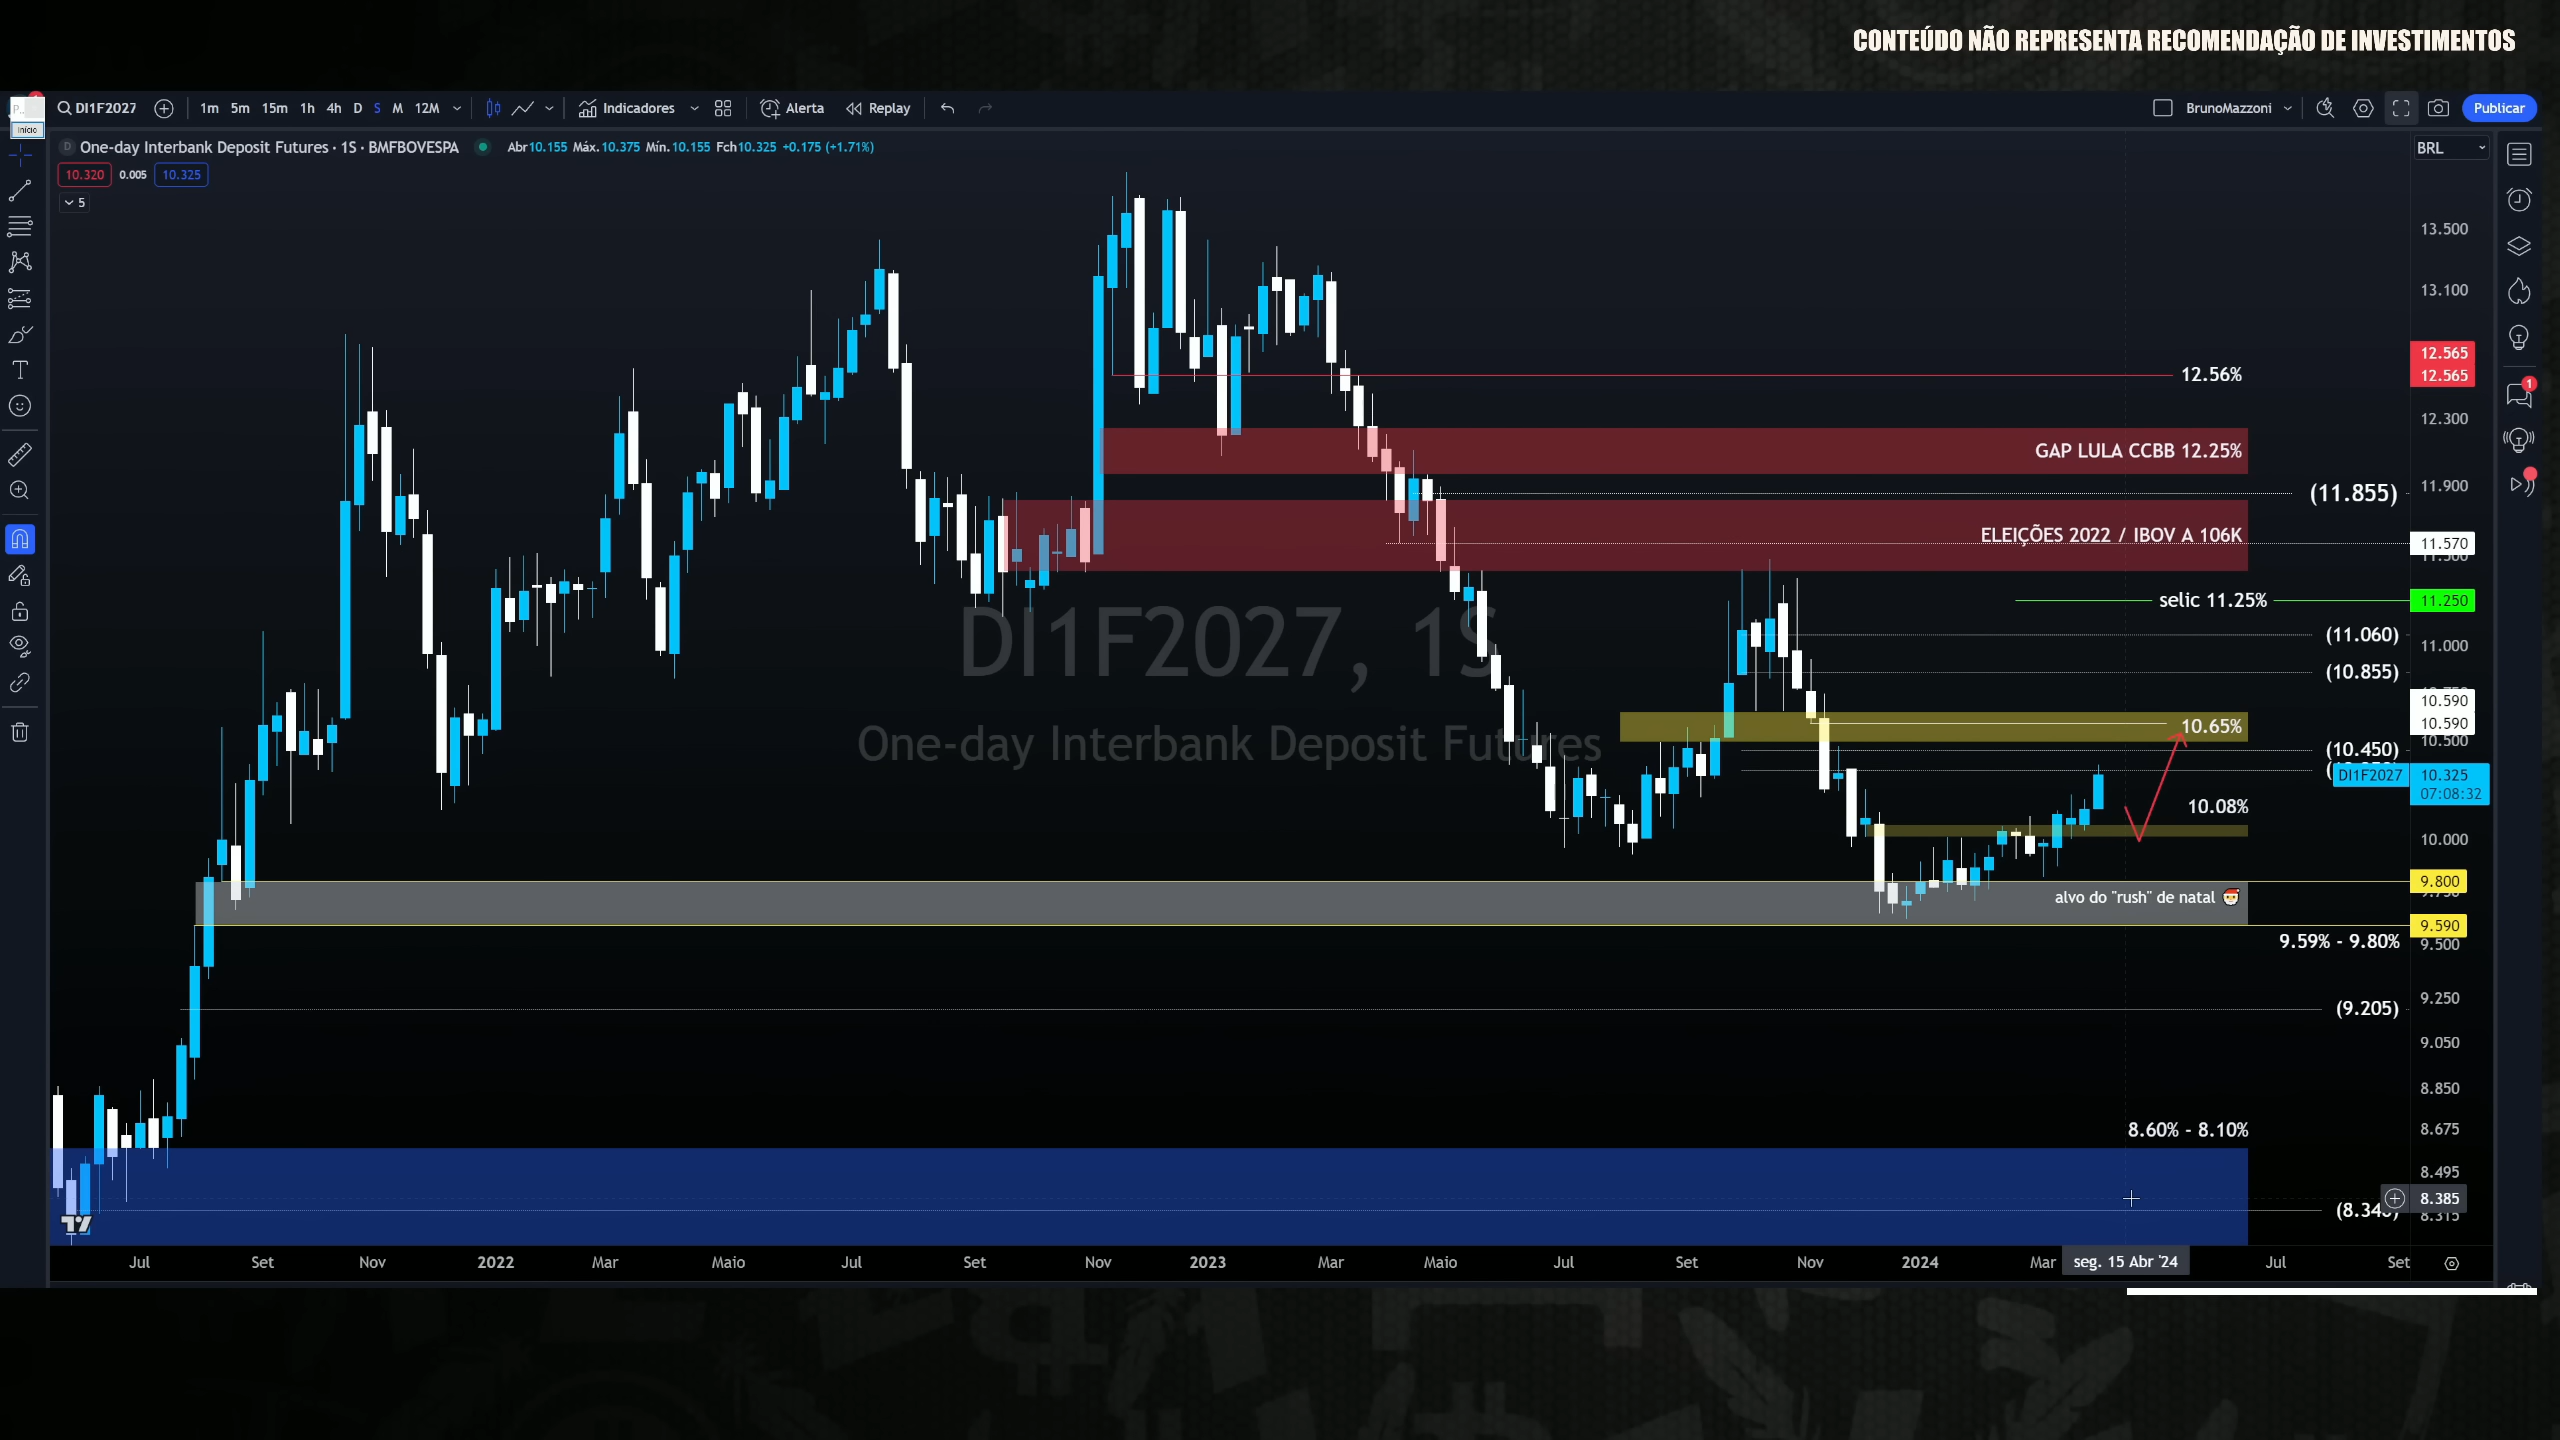 CONTEÚDO NÃO REPRESENTA RECOMENDAÇÃO DE INVESTIMENTOS
Início
DI1F2027 1m 5m 15m 1h 4h D S M 12M Indicadores Alerta Replay BrunoMazzoni Publicar
One-day Interbank Deposit Futures · 1S · BMFBOVESPA Abr10.155 Máx.10.375 Mín.10.155 Fch10.325 +0.175 (+1.71%)
BRL
10.320 0.005 10.325
5
13.500
13.100
12.565
12.56% 12.565
12.300
GAP LULA CCBB 12.25%
(11.855) 11.900
ELEIÇÕES 2022 / IBOV A 106K 11.570
selic 11.25% 11.250
DI1F2027, 1S
(11.060) 11.000
(10.855)
10.590
10.65% 10.590
One-day Interbank Deposit Futures
(10.450) 10.500
DI1F2027 10.325
07:08:32
10.08%
10.000
9.800
alvo do "rush" de natal 🎅
9.590
9.59% - 9.80% 9.500
9.250
(9.205)
9.050
8.850
8.60% - 8.10% 8.675
8.495
8.385
8.315
Jul Set Nov 2022 Mar Maio Jul Set Nov 2023 Mar Maio Jul Set Nov 2024 Mar seg. 15 Abr '24 Jul Set
1